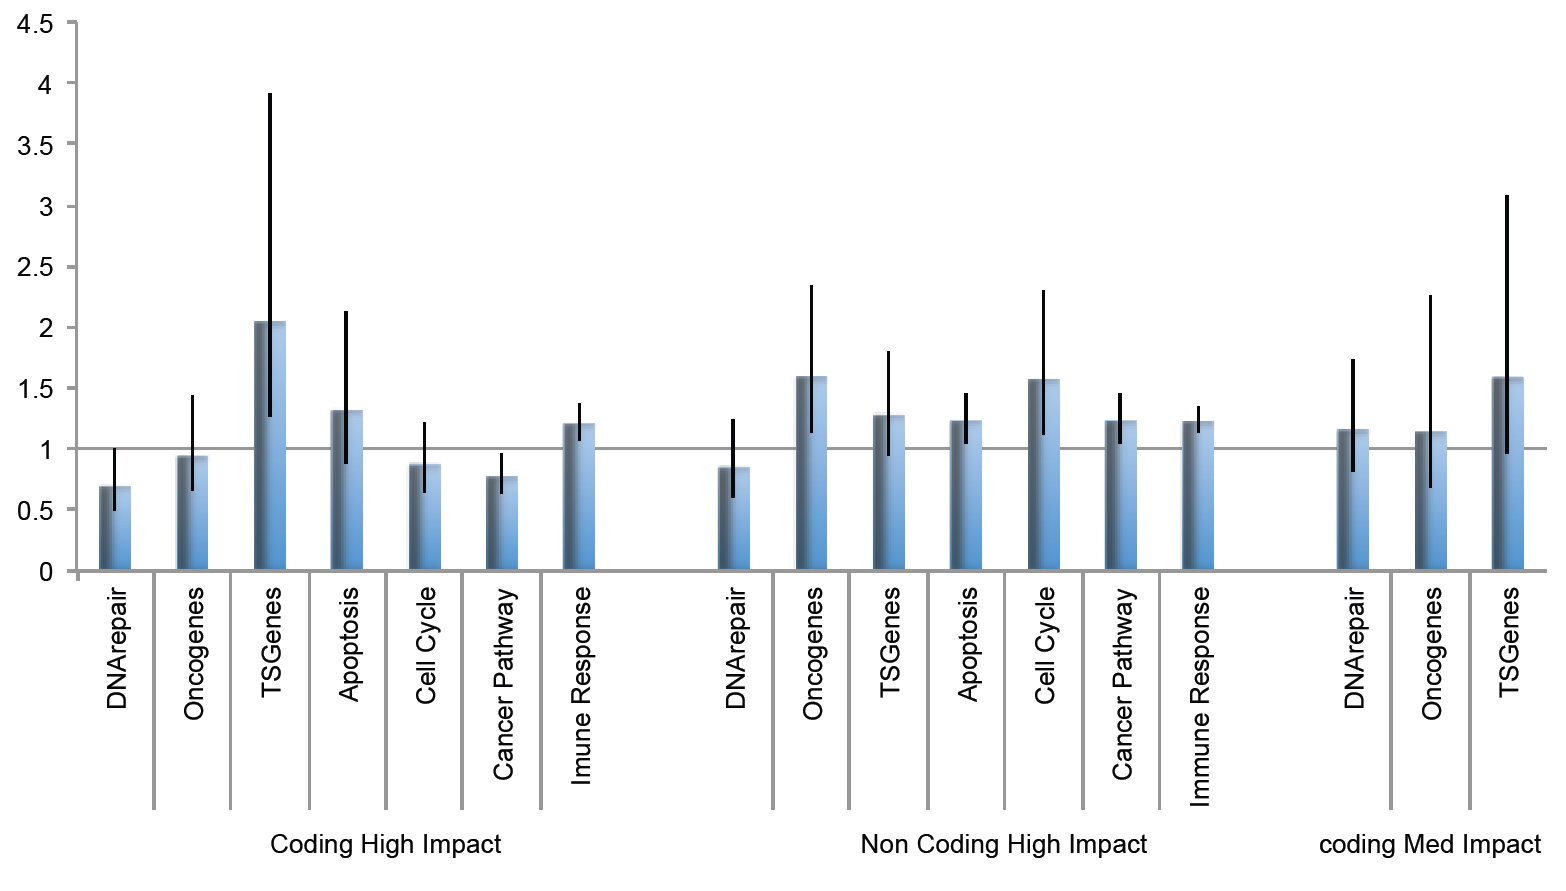 4.5
4
3.5
3
2.5
2
1.5
1
0.5
0
DNArepair
Oncogenes
TSGenes
Apoptosis
Cell Cycle
Cancer Pathway
Imune Response
DNArepair
Oncogenes
TSGenes
Apoptosis
Cell Cycle
Cancer Pathway
Immune Response
DNArepair
Oncogenes
TSGenes
Coding High Impact
Non Coding High Impact
coding Med Impact